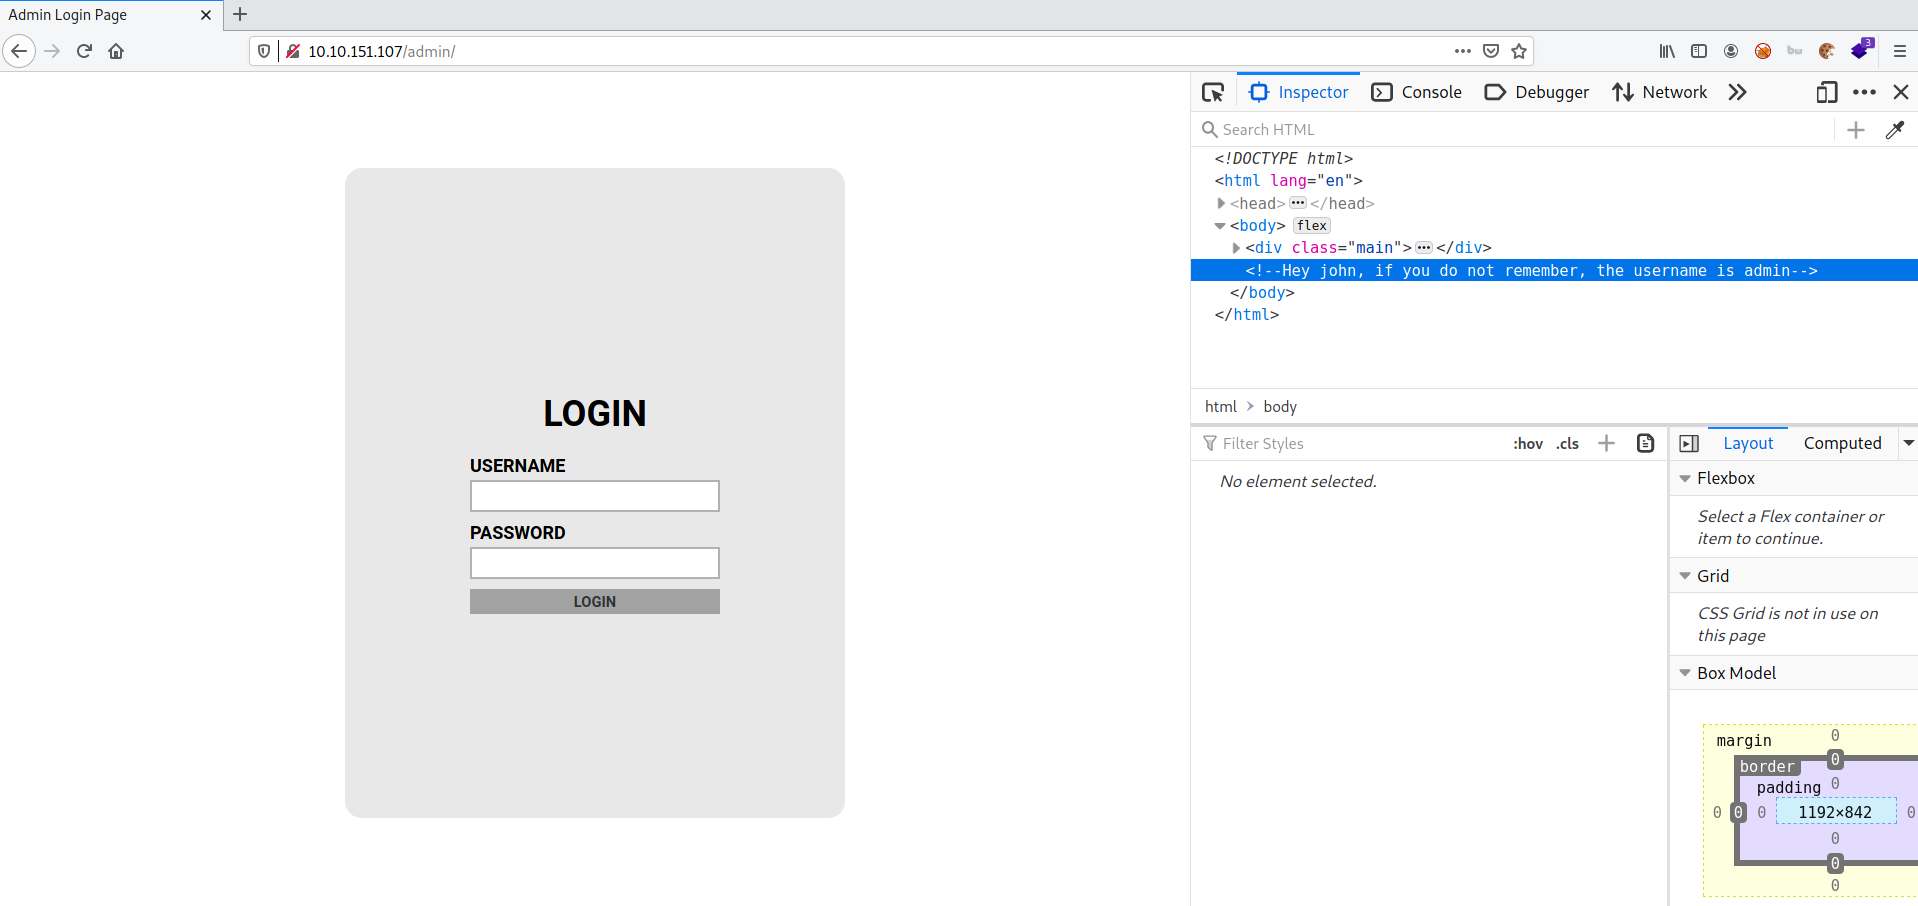 Admin Login Page
10.10.151.107/admin/
3
LOGIN
USERNAME
PASSWORD
LOGIN
Inspector Console Debugger Network
Search HTML
<!DOCTYPE html>
<html lang="en">
<head></head>
<body> flex
<div class="main"></div>
<!--Hey john, if you do not remember, the username is admin-->
</body>
</html>
html body
Filter Styles :hov .cls
Layout Computed
No element selected.
Flexbox
Select a Flex container or
item to continue.
Grid
CSS Grid is not in use on
this page
Box Model
margin 0
border 0
padding 0
0 0 0 1192×842 0
0
0
0